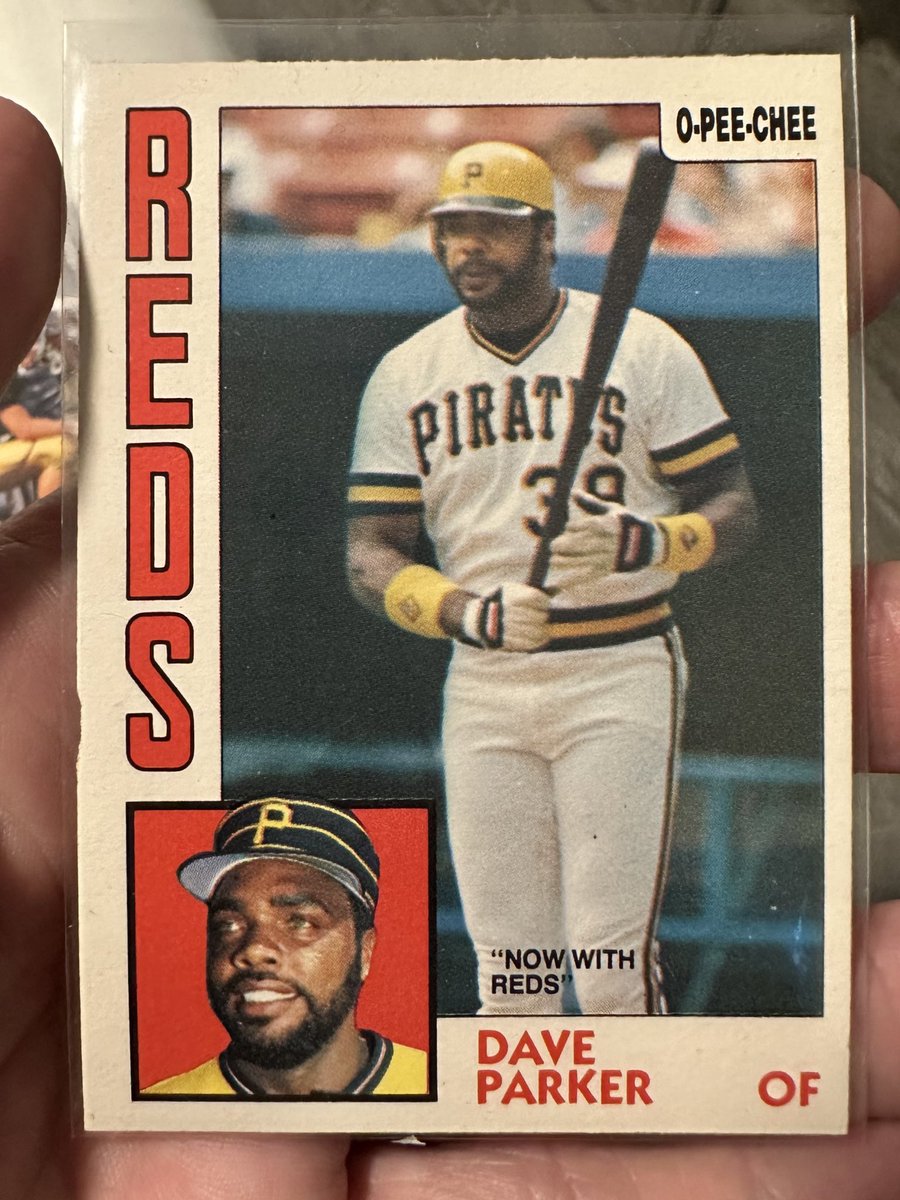 O-PEE-CHEE
REDS
P
PIRATES
39
P
"NOW WITH
REDS"
DAVE
PARKER
OF